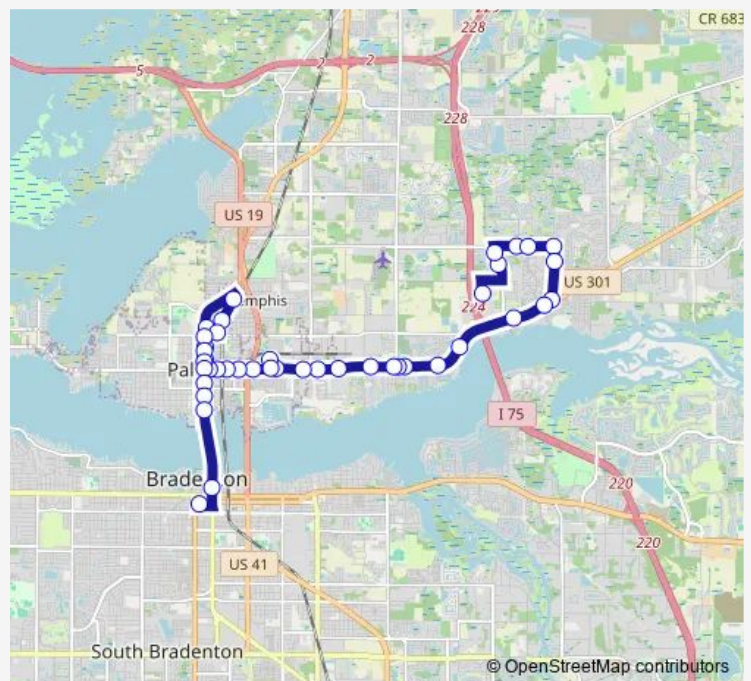 229
228
CR 683
5
2
2
228
US 19
US 301
mphis
224
Pal
I 75
Brade on
220
220
US 41
South Bradenton
© OpenStreetMap contributors